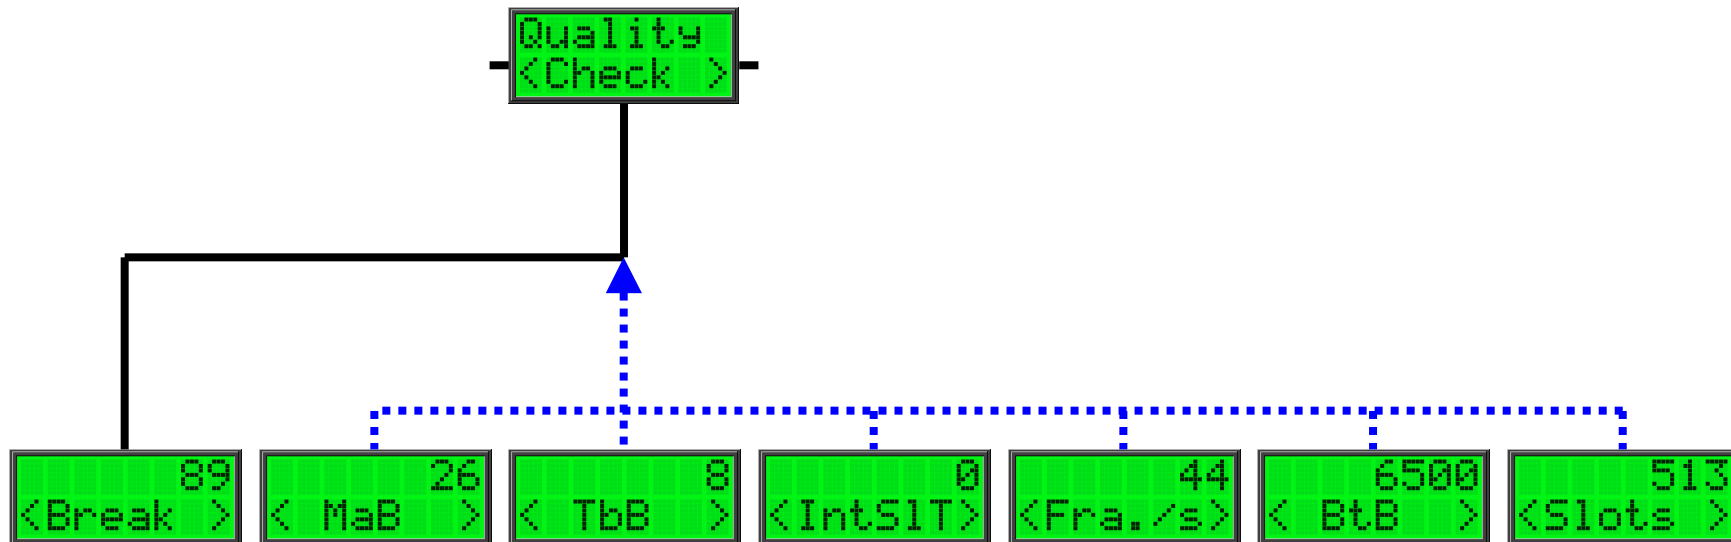 Quality
<Check >
89
<Break >
26
< MaB >
8
< TbB >
0
<IntSlT>
44
<Fra./s>
6500
< BtB >
513
<Slots >